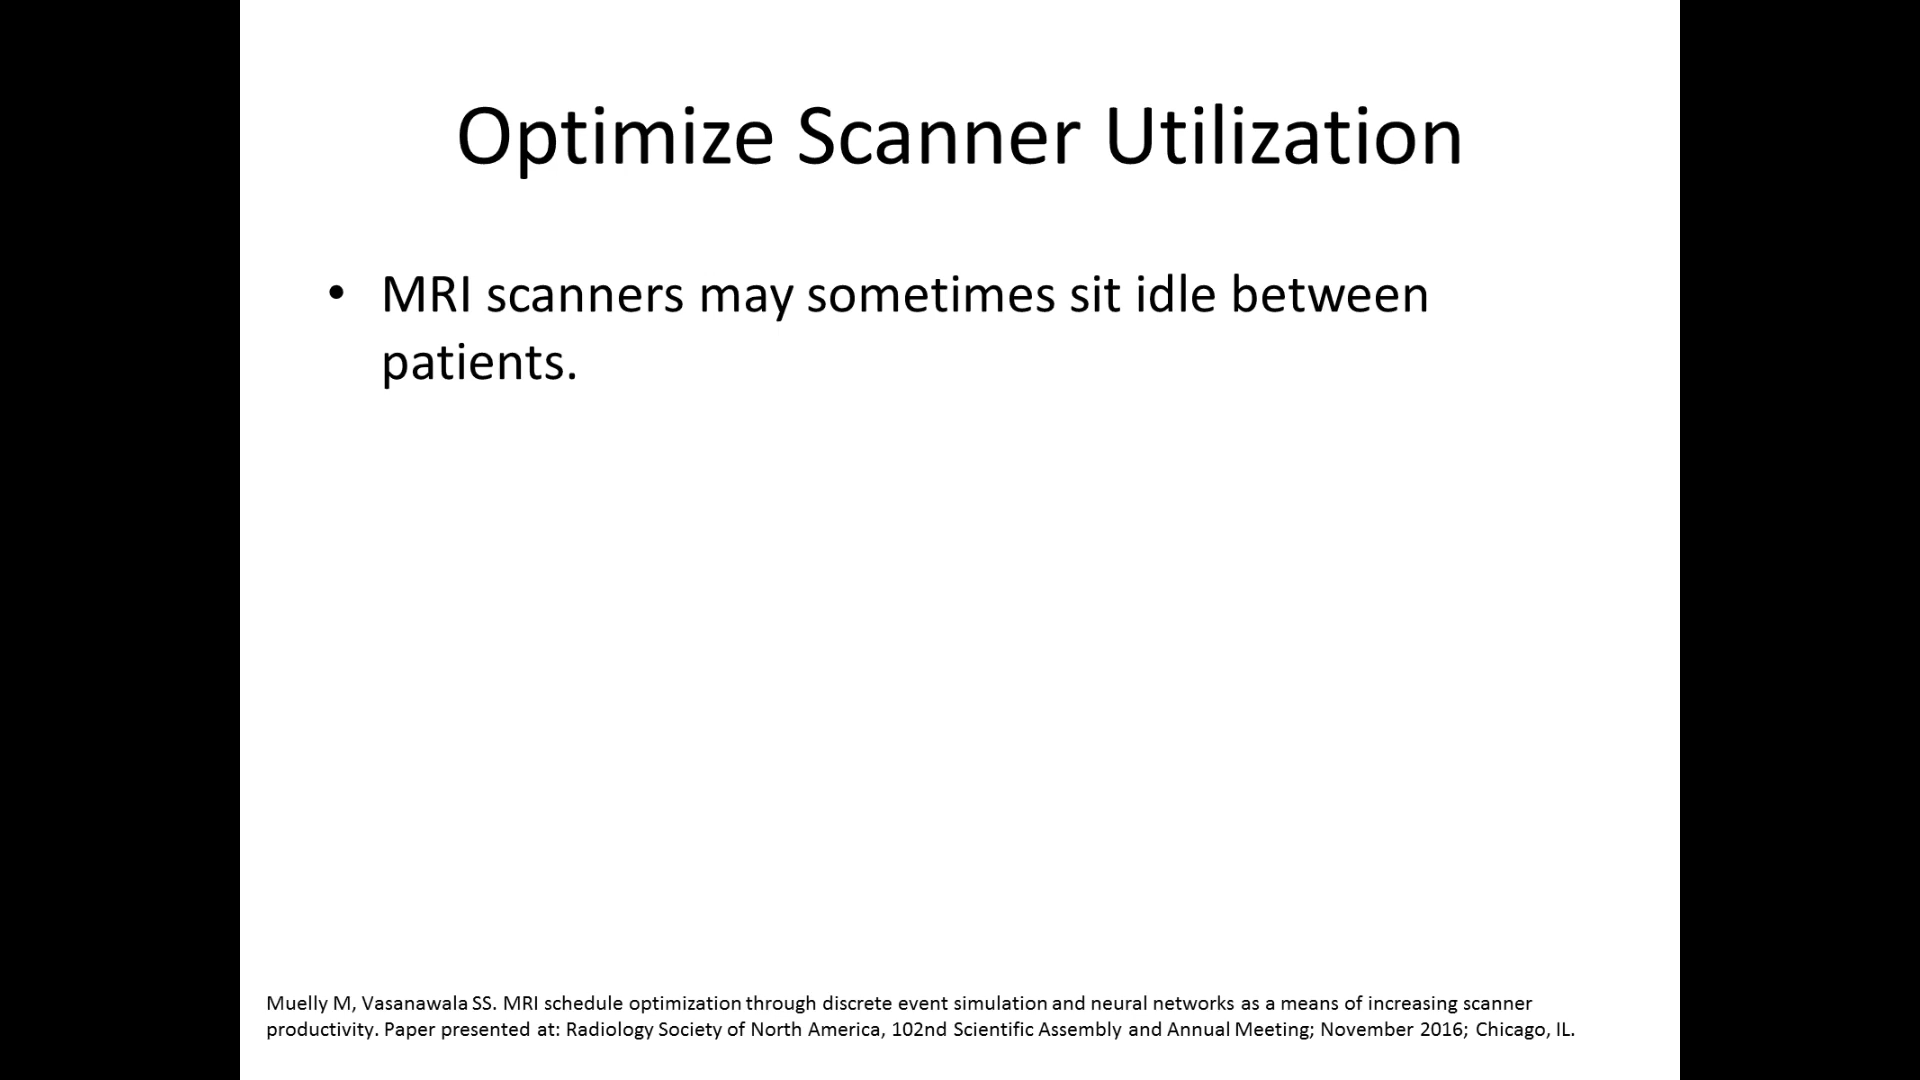 Optimize Scanner Utilization
• MRI scanners may sometimes sit idle between
patients.
Muelly M, Vasanawala SS. MRI schedule optimization through discrete event simulation and neural networks as a means of increasing scanner
productivity. Paper presented at: Radiology Society of North America, 102nd Scientific Assembly and Annual Meeting; November 2016; Chicago, IL.